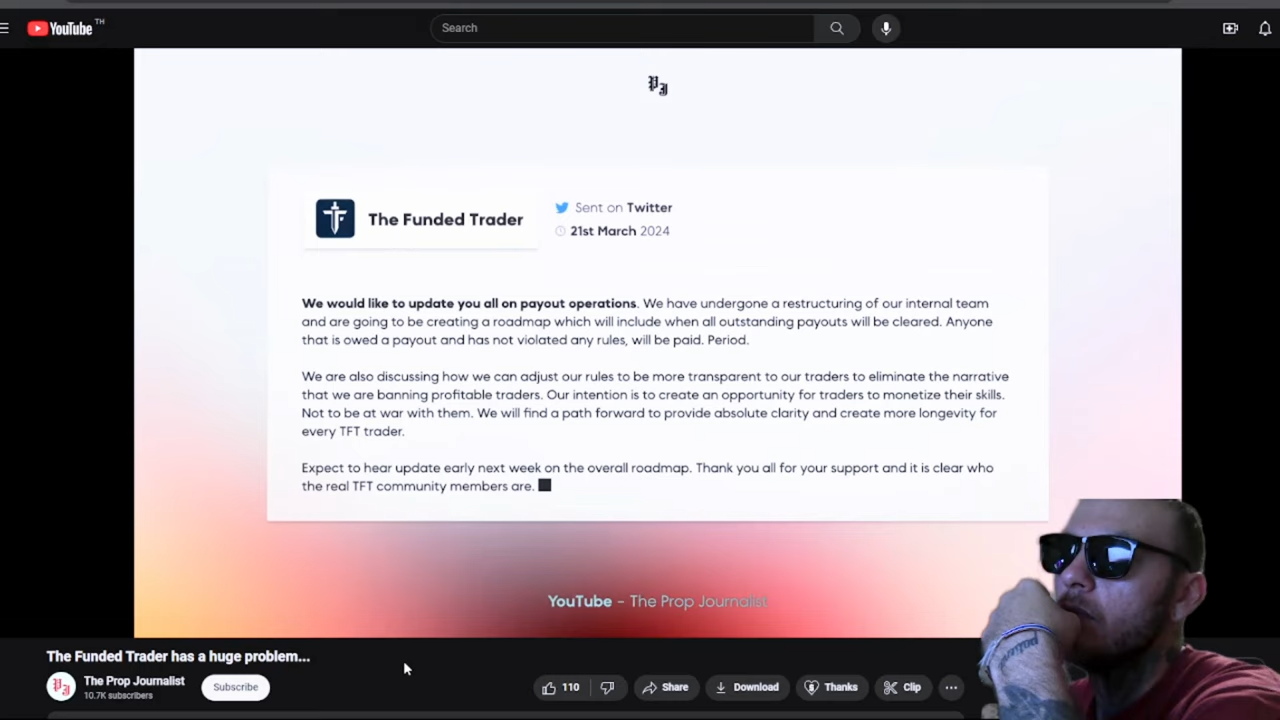 YouTube TH
Search
The Funded Trader
Sent on Twitter
21st March 2024
We would like to update you all on payout operations. We have undergone a restructuring of our internal team
and are going to be creating a roadmap which will include when all outstanding payouts will be cleared. Anyone
that is owed a payout and has not violated any rules, will be paid. Period.
We are also discussing how we can adjust our rules to be more transparent to our traders to eliminate the narrative
that we are banning profitable traders. Our intention is to create an opportunity for traders to monetize their skills.
Not to be at war with them. We will find a path forward to provide absolute clarity and create more longevity for
every TFT trader.
Expect to hear update early next week on the overall roadmap. Thank you all for your support and it is clear who
the real TFT community members are.
YouTube - The Prop Journalist
The Funded Trader has a huge problem...
The Prop Journalist
10.7K subscribers
Subscribe
110
Share
Download
Thanks
Clip